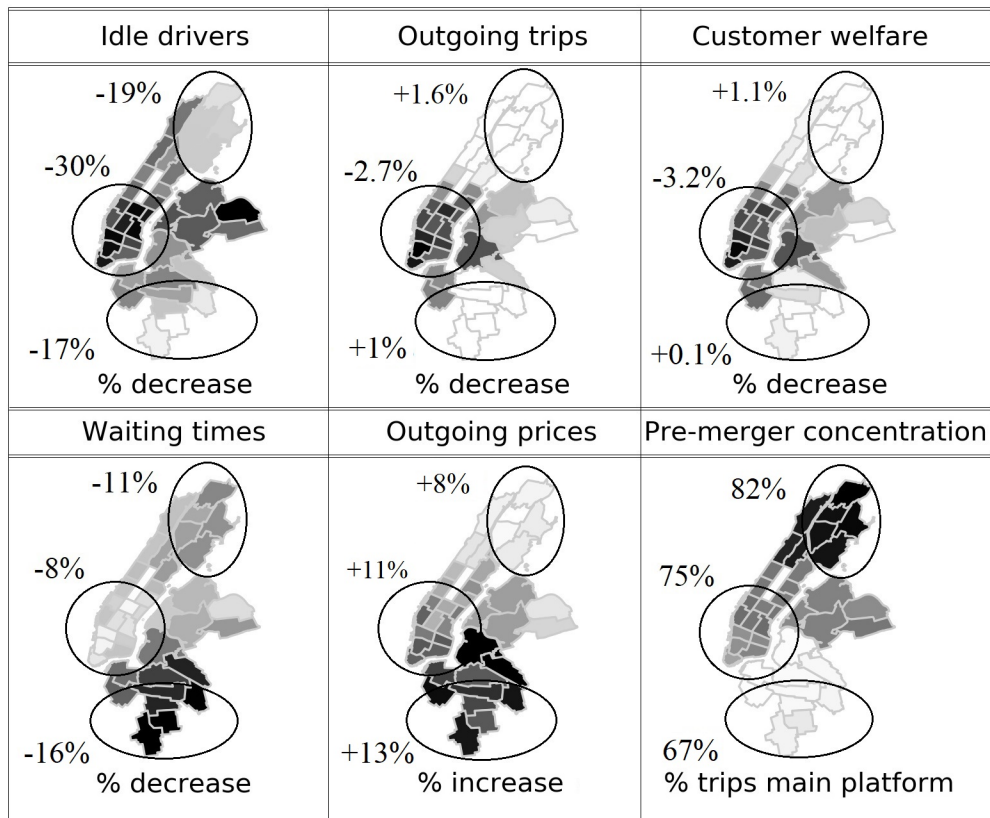 Idle drivers
Outgoing trips
Customer welfare
-19%
+1.6%
+1.1%
-30%
-2.7%
-3.2%
-17%
+1%
+0.1%
% decrease
% decrease
% decrease
Waiting times
Outgoing prices
Pre-merger concentration
-11%
+8%
82%
-8%
+11%
75%
-16%
+13%
67%
% decrease
% increase
% trips main platform